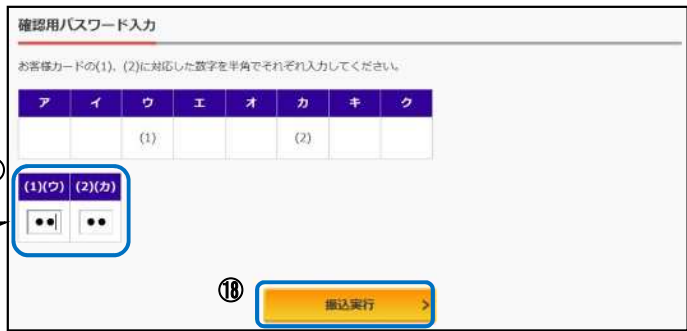 確認用パスワード入力
お客様カードの(1)、(2)に対応した数字を半角でそれぞれ入力してください。
ア イ ウ エ オ カ キ ク
(1) (2)
(1)(ウ) (2)(カ)
●● ●●
⑱ 振込実行 >